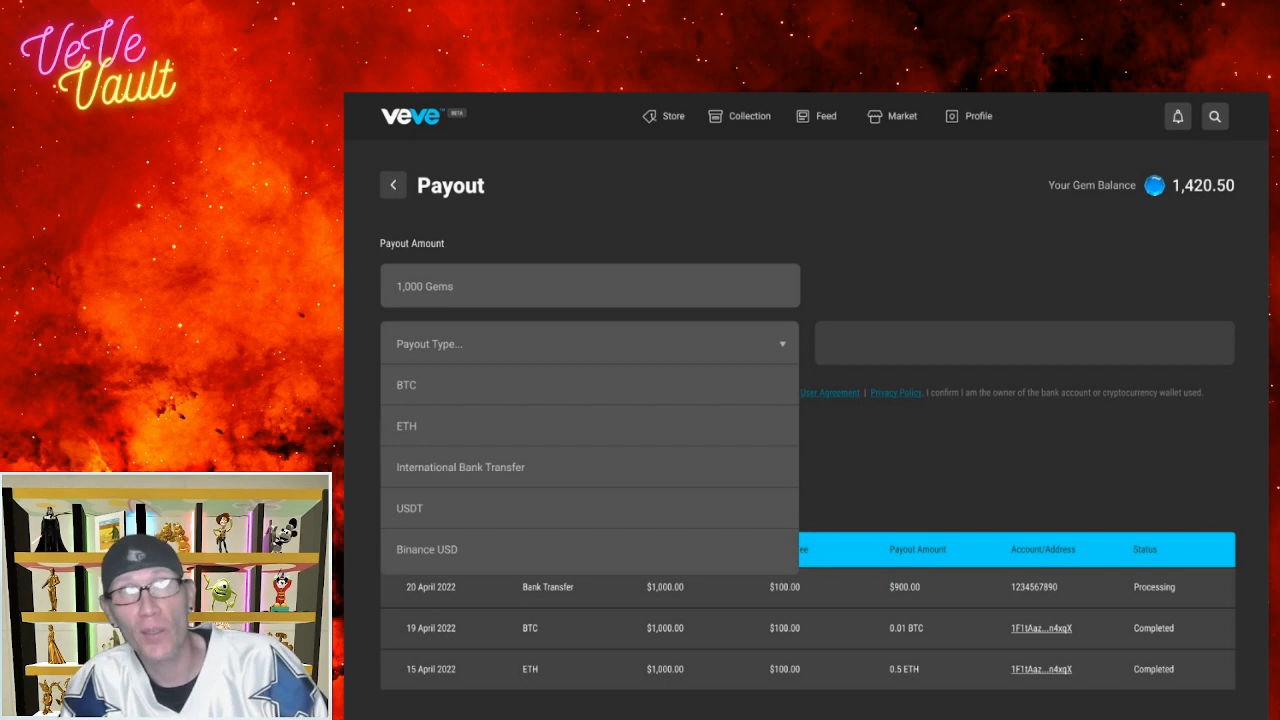 VeVe
Vault
veve™ BETA
Store
Collection
Feed
Market
Profile
Payout
Your Gem Balance 1,420.50
Payout Amount
1,000 Gems
Payout Type...
BTC
User Agreement | Privacy Policy. I confirm I am the owner of the bank account or cryptocurrency wallet used.
ETH
International Bank Transfer
USDT
Binance USD
ee Payout Amount Account/Address Status
20 April 2022 Bank Transfer $1,000.00 $100.00 $900.00 1234567890 Processing
19 April 2022 BTC $1,000.00 $100.00 0.01 BTC 1F1tAaz...n4xqX Completed
15 April 2022 ETH $1,000.00 $100.00 0.5 ETH 1F1tAaz...n4xqX Completed